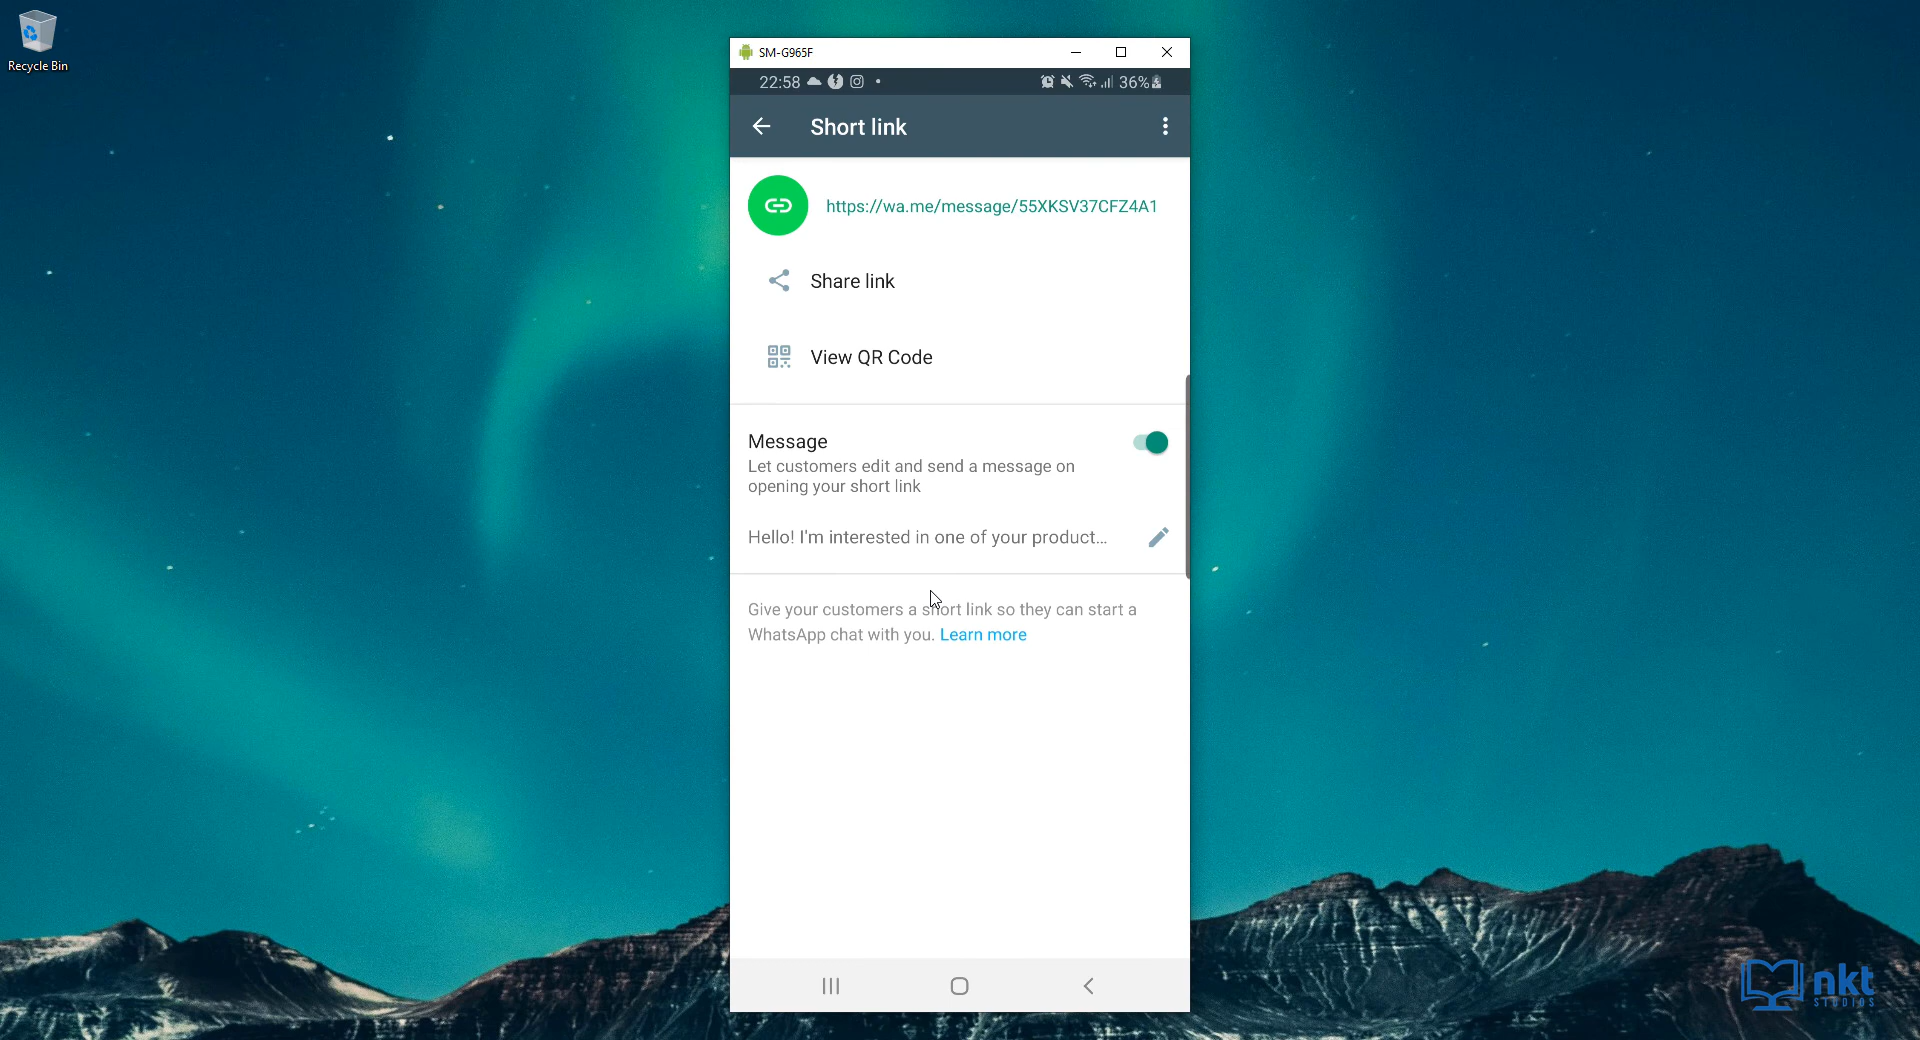 Recycle Bin
SM-G965F
22:58
36%
Short link
https://wa.me/message/55XKSV37CFZ4A1
Share link
View QR Code
Message
Let customers edit and send a message on
opening your short link
Hello! I'm interested in one of your product...
Give your customers a short link so they can start a
WhatsApp chat with you. Learn more
nkt
STUDIOS